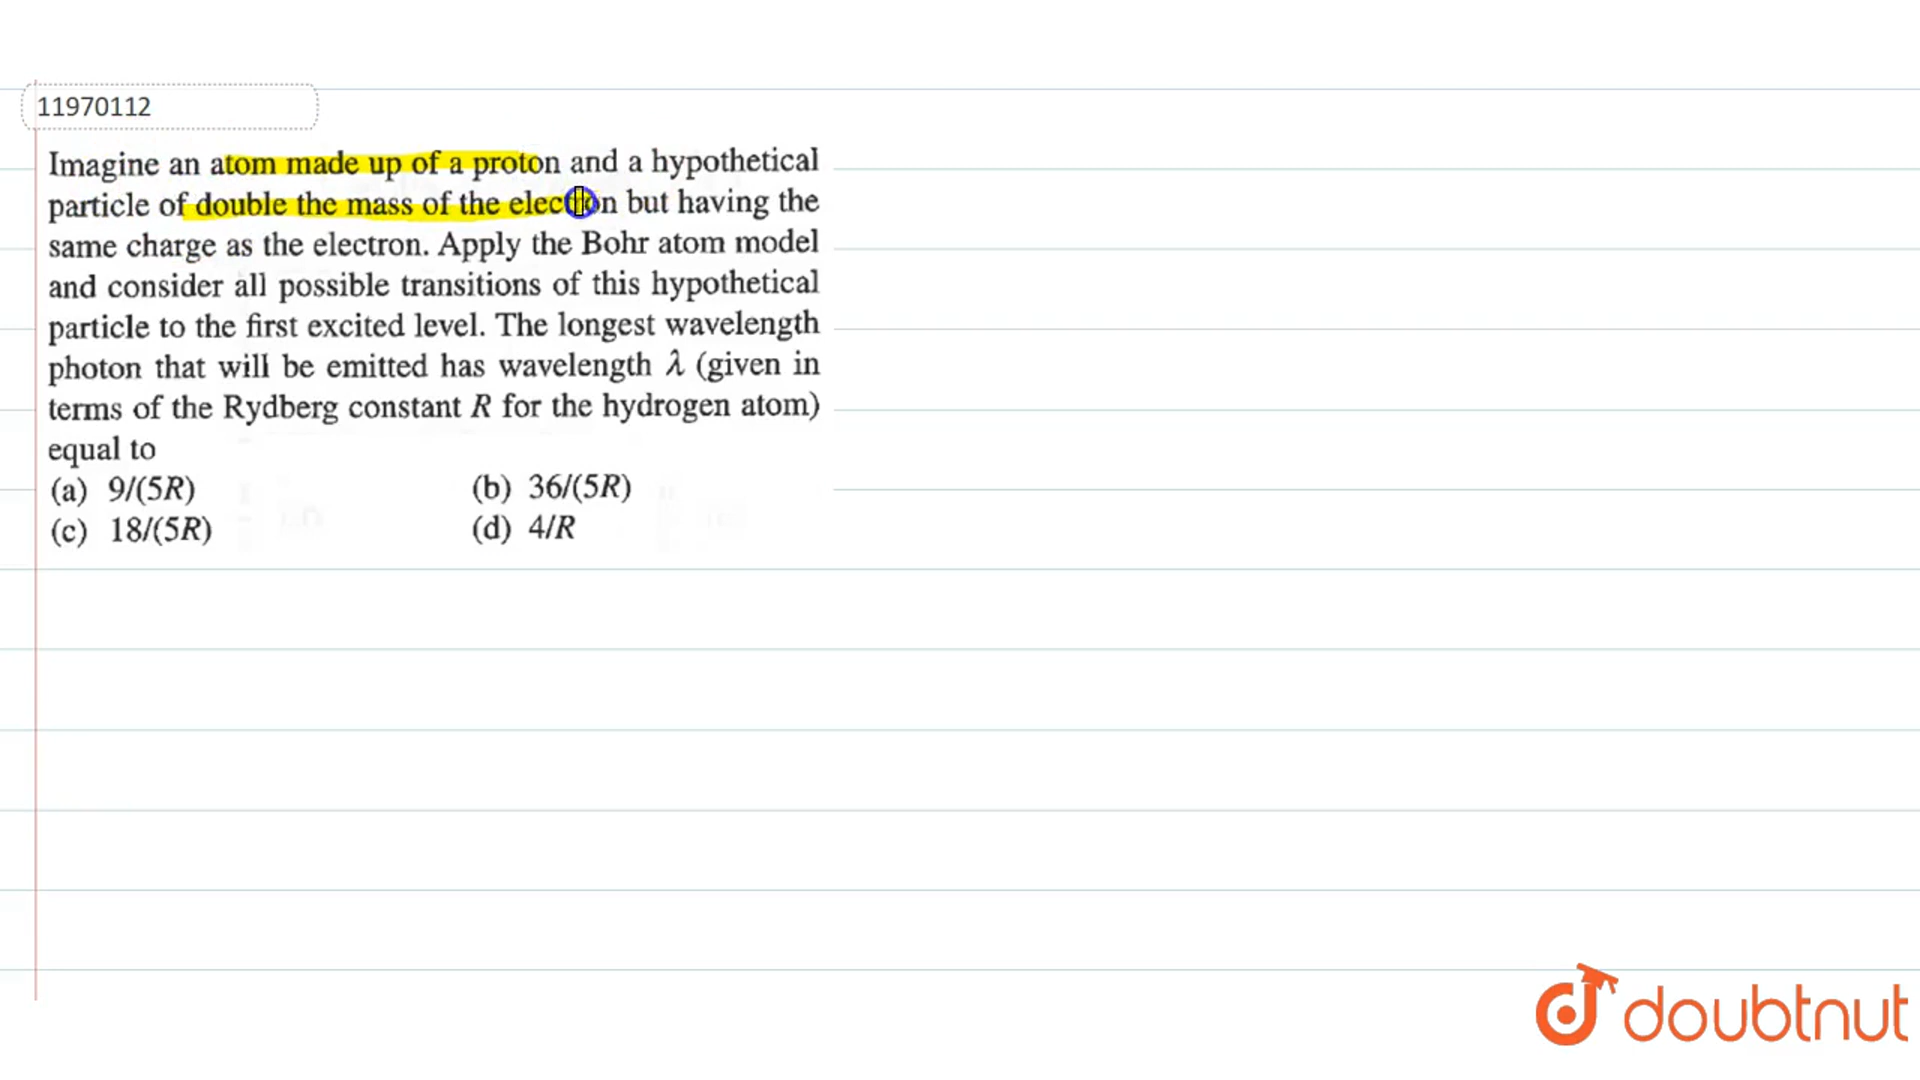 11970112
Imagine an atom made up of a proton and a hypothetical
particle of double the mass of the electron but having the
same charge as the electron. Apply the Bohr atom model
and consider all possible transitions of this hypothetical
particle to the first excited level. The longest wavelength
photon that will be emitted has wavelength λ (given in
terms of the Rydberg constant R for the hydrogen atom)
equal to
(a) 9/(5R) (b) 36/(5R)
(c) 18/(5R) (d) 4/R
doubtnut